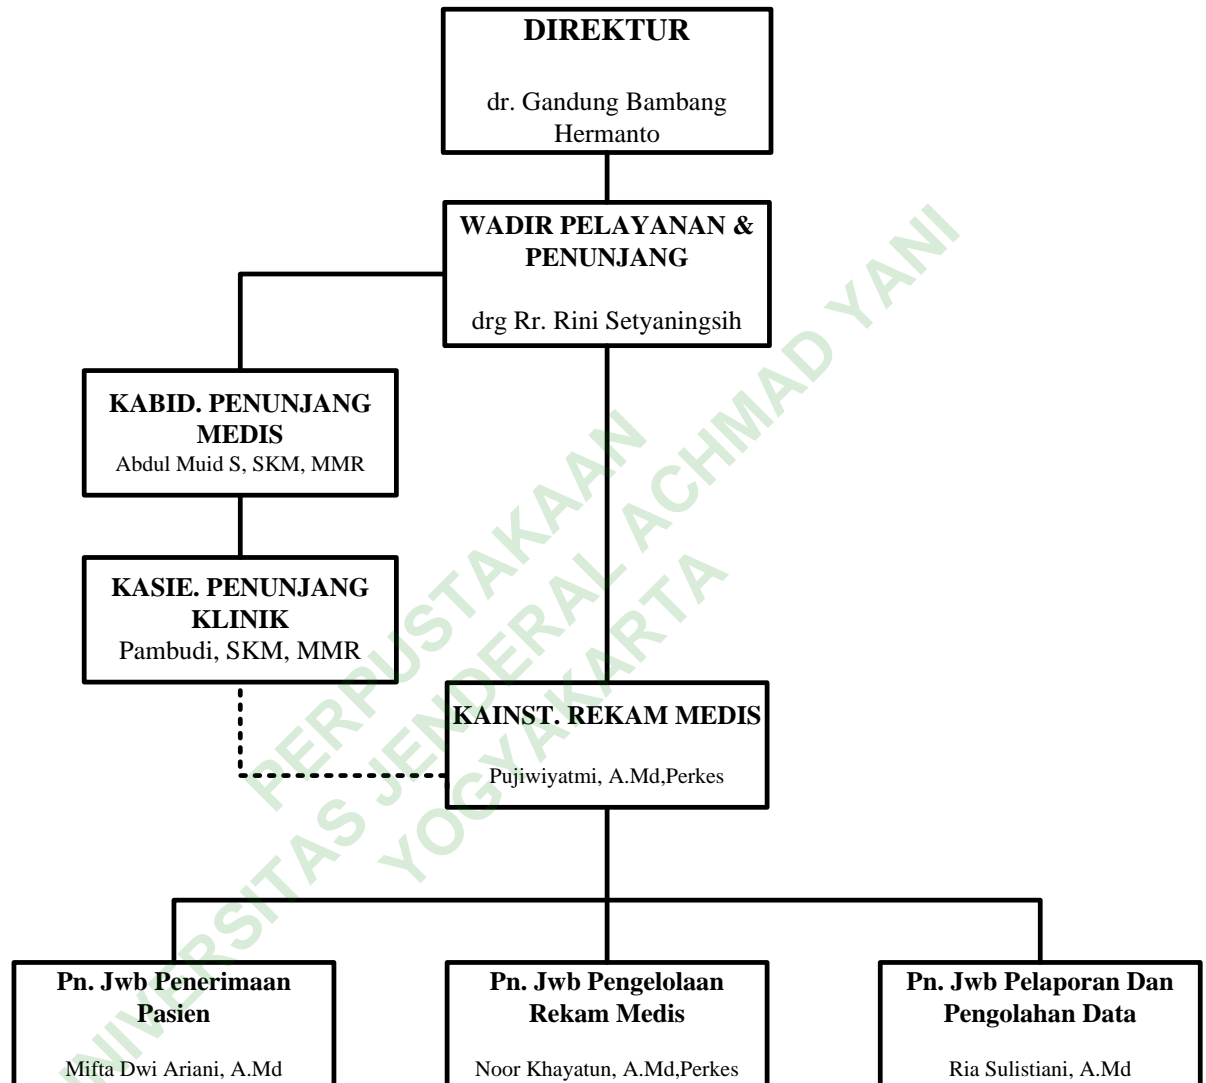 DIREKTUR
dr. Gandung Bambang
Hermanto
WADIR PELAYANAN &
PENUNJANG
drg Rr. Rini Setyaningsih
KABID. PENUNJANG
MEDIS
Abdul Muid S, SKM, MMR
KASIE. PENUNJANG
KLINIK
Pambudi, SKM, MMR
KAINST. REKAM MEDIS
Pujiwiyatmi, A.Md,Perkes
Pn. Jwb Penerimaan
Pasien
Mifta Dwi Ariani, A.Md
Pn. Jwb Pengelolaan
Rekam Medis
Noor Khayatun, A.Md,Perkes
Pn. Jwb Pelaporan Dan
Pengolahan Data
Ria Sulistiani, A.Md
PERPUSTAKAAN
UNIVERSITAS JENDERAL ACHMAD YANI
YOGYAKARTA